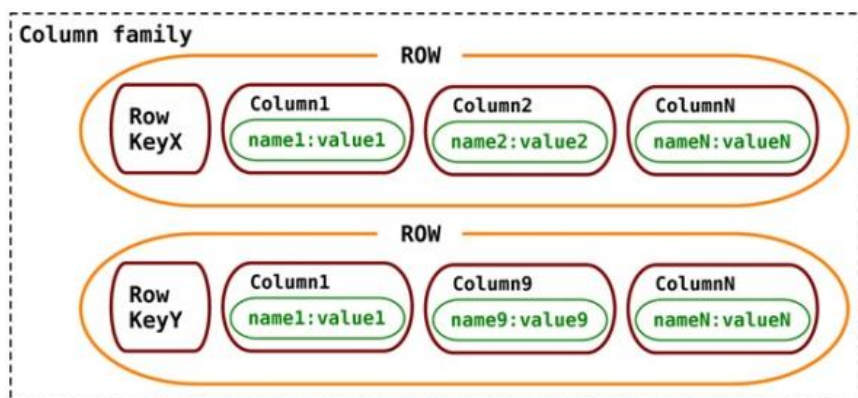 Column family
ROW
Row
KeyX
Column1
name1:value1
Column2
name2:value2
ColumnN
nameN:valueN
ROW
Row
KeyY
Column1
name1:value1
Column9
name9:value9
ColumnN
nameN:valueN